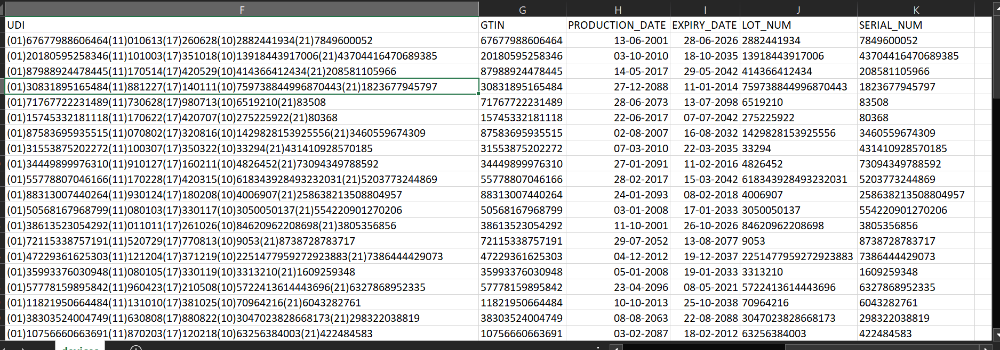 F G H I J K
UDI GTIN PRODUCTION_DATE EXPIRY_DATE LOT_NUM SERIAL_NUM
(01)67677988606464(11)010613(17)260628(10)2882441934(21)7849600052 67677988606464 13-06-2001 28-06-2026 2882441934 7849600052
(01)20180595258346(11)101003(17)351018(10)13918443917006(21)43704416470689385 20180595258346 03-10-2010 18-10-2035 13918443917006 43704416470689385
(01)87988924478445(11)170514(17)420529(10)414366412434(21)208581105966 87988924478445 14-05-2017 29-05-2042 414366412434 208581105966
(01)30831895165484(11)881227(17)140111(10)759738844996870443(21)1823677945797 30831895165484 27-12-2088 11-01-2014 759738844996870443 1823677945797
(01)71767722231489(11)730628(17)980713(10)6519210(21)83508 71767722231489 28-06-2073 13-07-2098 6519210 83508
(01)15745332181118(11)170622(17)420707(10)275225922(21)80368 15745332181118 22-06-2017 07-07-2042 275225922 80368
(01)87583695935515(11)070802(17)320816(10)1429828153925556(21)3460559674309 87583695935515 02-08-2007 16-08-2032 1429828153925556 3460559674309
(01)31553875202272(11)100307(17)350322(10)33294(21)431410928570185 31553875202272 07-03-2010 22-03-2035 33294 431410928570185
(01)34449899976310(11)910127(17)160211(10)4826452(21)73094349788592 34449899976310 27-01-2091 11-02-2016 4826452 73094349788592
(01)55778807046166(11)170228(17)420315(10)618343928493232031(21)5203773244869 55778807046166 28-02-2017 15-03-2042 618343928493232031 5203773244869
(01)88313007440264(11)930124(17)180208(10)4006907(21)258638213508804957 88313007440264 24-01-2093 08-02-2018 4006907 258638213508804957
(01)50568167968799(11)080103(17)330117(10)3050050137(21)554220901270206 50568167968799 03-01-2008 17-01-2033 3050050137 554220901270206
(01)38613523054292(11)011011(17)261026(10)84620962208698(21)3805356856 38613523054292 11-10-2001 26-10-2026 84620962208698 3805356856
(01)72115338757191(11)520729(17)770813(10)9053(21)8738728783717 72115338757191 29-07-2052 13-08-2077 9053 8738728783717
(01)47229361625303(11)121204(17)371219(10)2251477959272923883(21)7386444429073 47229361625303 04-12-2012 19-12-2037 2251477959272923883 7386444429073
(01)35993376030948(11)080105(17)330119(10)3313210(21)1609259348 35993376030948 05-01-2008 19-01-2033 3313210 1609259348
(01)57778159895842(11)960423(17)210508(10)5722413614443696(21)6327868952335 57778159895842 23-04-2096 08-05-2021 5722413614443696 6327868952335
(01)11821950664484(11)131010(17)381025(10)70964216(21)6043282761 11821950664484 10-10-2013 25-10-2038 70964216 6043282761
(01)38303524004749(11)630808(17)880822(10)3047023828668173(21)298322038819 38303524004749 08-08-2063 22-08-2088 3047023828668173 298322038819
(01)10756660663691(11)870203(17)120218(10)63256384003(21)422484583 10756660663691 03-02-2087 18-02-2012 63256384003 422484583